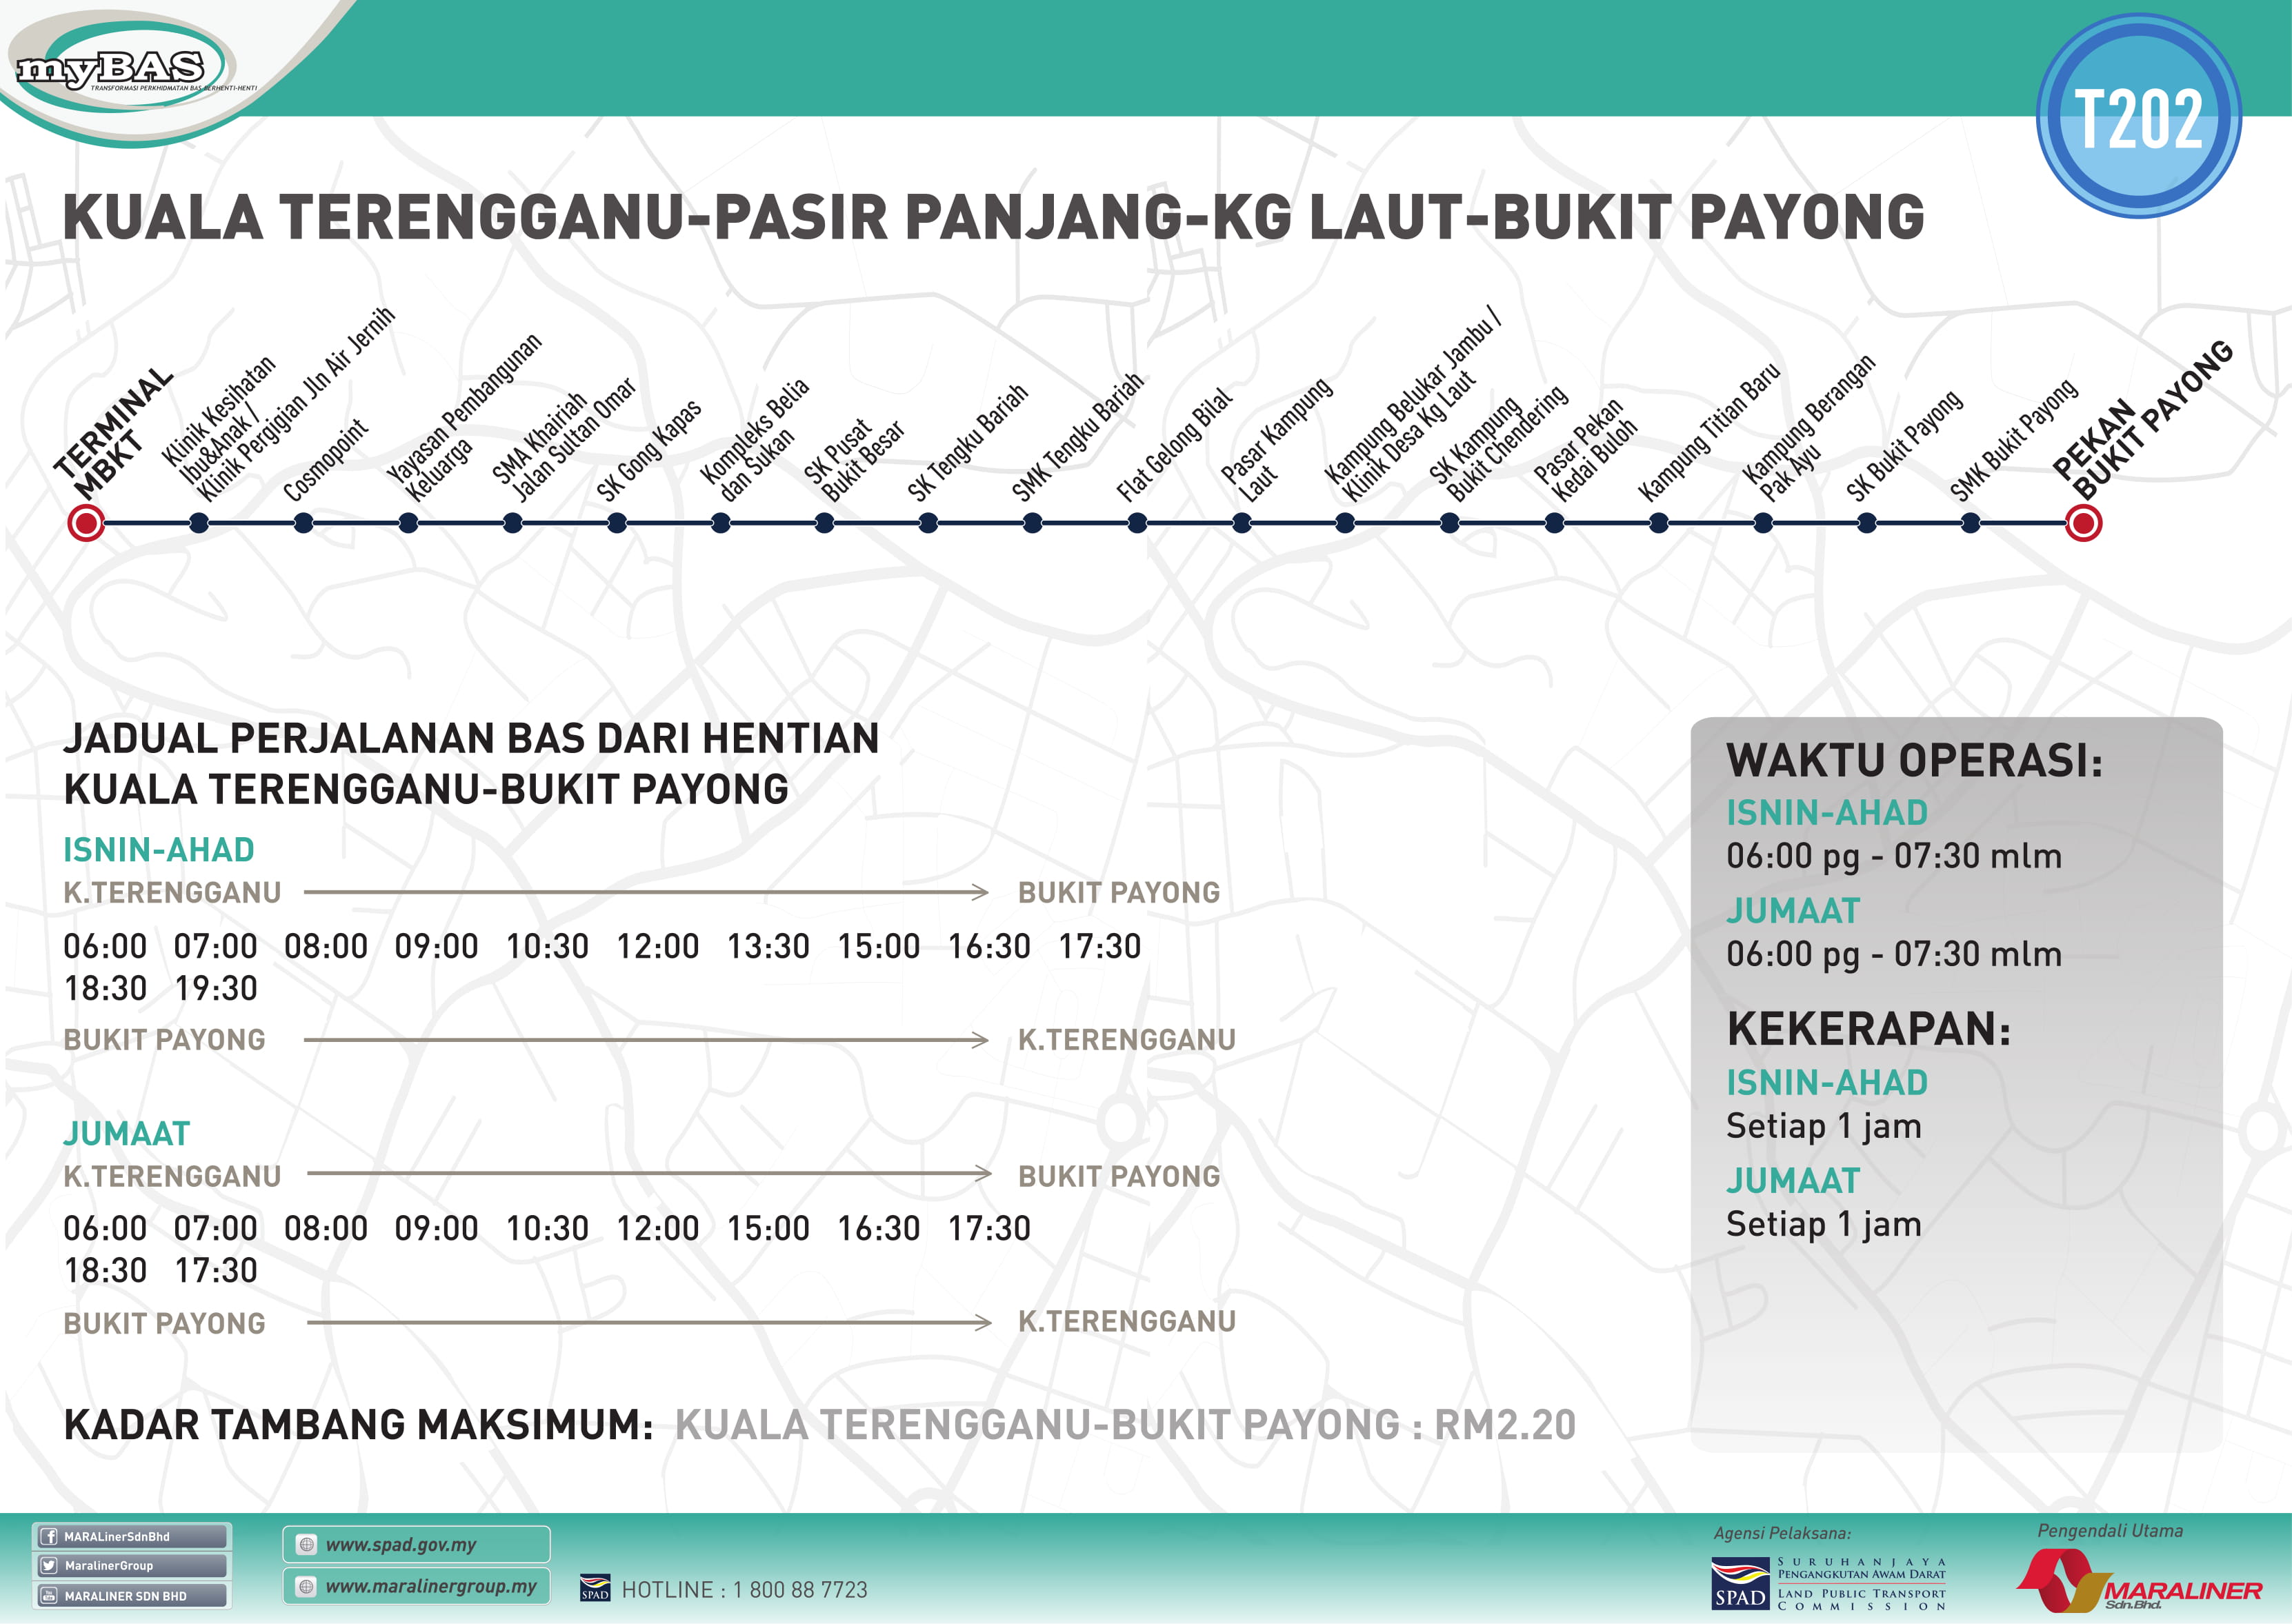 myBAS
TRANSFORMASI PERKHIDMATAN BAS BERHENTI-HENTI
T202
KUALA TERENGGANU-PASIR PANJANG-KG LAUT-BUKIT PAYONG
TERMINAL
MBKT
Klinik Kesihatan
Ibu&Anak /
Klinik Pergigian Jln Air Jernih
Cosmopoint
Yayasan Pembangunan
Keluarga
SMA Khairiah
Jalan Sultan Omar
SK Gong Kapas
Kompleks Belia
dan Sukan
SK Pusat
Bukit Besar
SK Tengku Bariah
SMK Tengku Bariah
Flat Gelong Bilal
Pasar Kampung
Laut
Kampung Belukar Jambu /
Klinik Desa Kg Laut
SK Kampung
Bukit Chendering
Pasar Pekan
Kedai Buloh
Kampung Titian Baru
Kampung Berangan
Pak Ayu
SK Bukit Payong
SMK Bukit Payong
PEKAN
BUKIT PAYONG
JADUAL PERJALANAN BAS DARI HENTIAN
KUALA TERENGGANU-BUKIT PAYONG
ISNIN-AHAD
K.TERENGGANU BUKIT PAYONG
06:00 07:00 08:00 09:00 10:30 12:00 13:30 15:00 16:30 17:30
18:30 19:30
BUKIT PAYONG K.TERENGGANU
JUMAAT
K.TERENGGANU BUKIT PAYONG
06:00 07:00 08:00 09:00 10:30 12:00 15:00 16:30 17:30
18:30 17:30
BUKIT PAYONG K.TERENGGANU
KADAR TAMBANG MAKSIMUM: KUALA TERENGGANU-BUKIT PAYONG : RM2.20
WAKTU OPERASI:
ISNIN-AHAD
06:00 pg - 07:30 mlm
JUMAAT
06:00 pg - 07:30 mlm
KEKERAPAN:
ISNIN-AHAD
Setiap 1 jam
JUMAAT
Setiap 1 jam
MARALinerSdnBhd
MaralinerGroup
MARALINER SDN BHD
www.spad.gov.my
www.maralinergroup.my
SPAD
HOTLINE : 1 800 88 7723
Agensi Pelaksana:
SPAD
SURUHANJAYA
PENGANGKUTAN AWAM DARAT
LAND PUBLIC TRANSPORT
COMMISSION
Pengendali Utama
MARALINER
Sdn.Bhd.